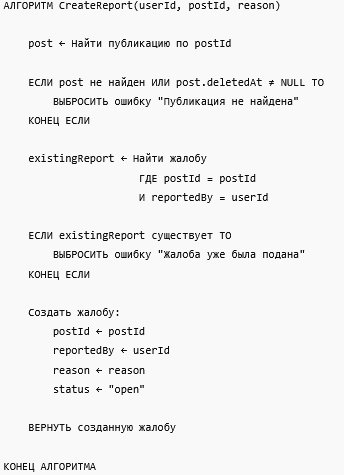 АЛГОРИТМ CreateReport(userId, postId, reason)
post ← Найти публикацию по postId
ЕСЛИ post не найден ИЛИ post.deletedAt ≠ NULL ТО
ВЫБРОСИТЬ ошибку "Публикация не найдена"
КОНЕЦ ЕСЛИ
existingReport ← Найти жалобу
ГДЕ postId = postId
И reportedBy = userId
ЕСЛИ existingReport существует ТО
ВЫБРОСИТЬ ошибку "Жалоба уже была подана"
КОНЕЦ ЕСЛИ
Создать жалобу:
postId ← postId
reportedBy ← userId
reason ← reason
status ← "open"
ВЕРНУТЬ созданную жалобу
КОНЕЦ АЛГОРИТМА